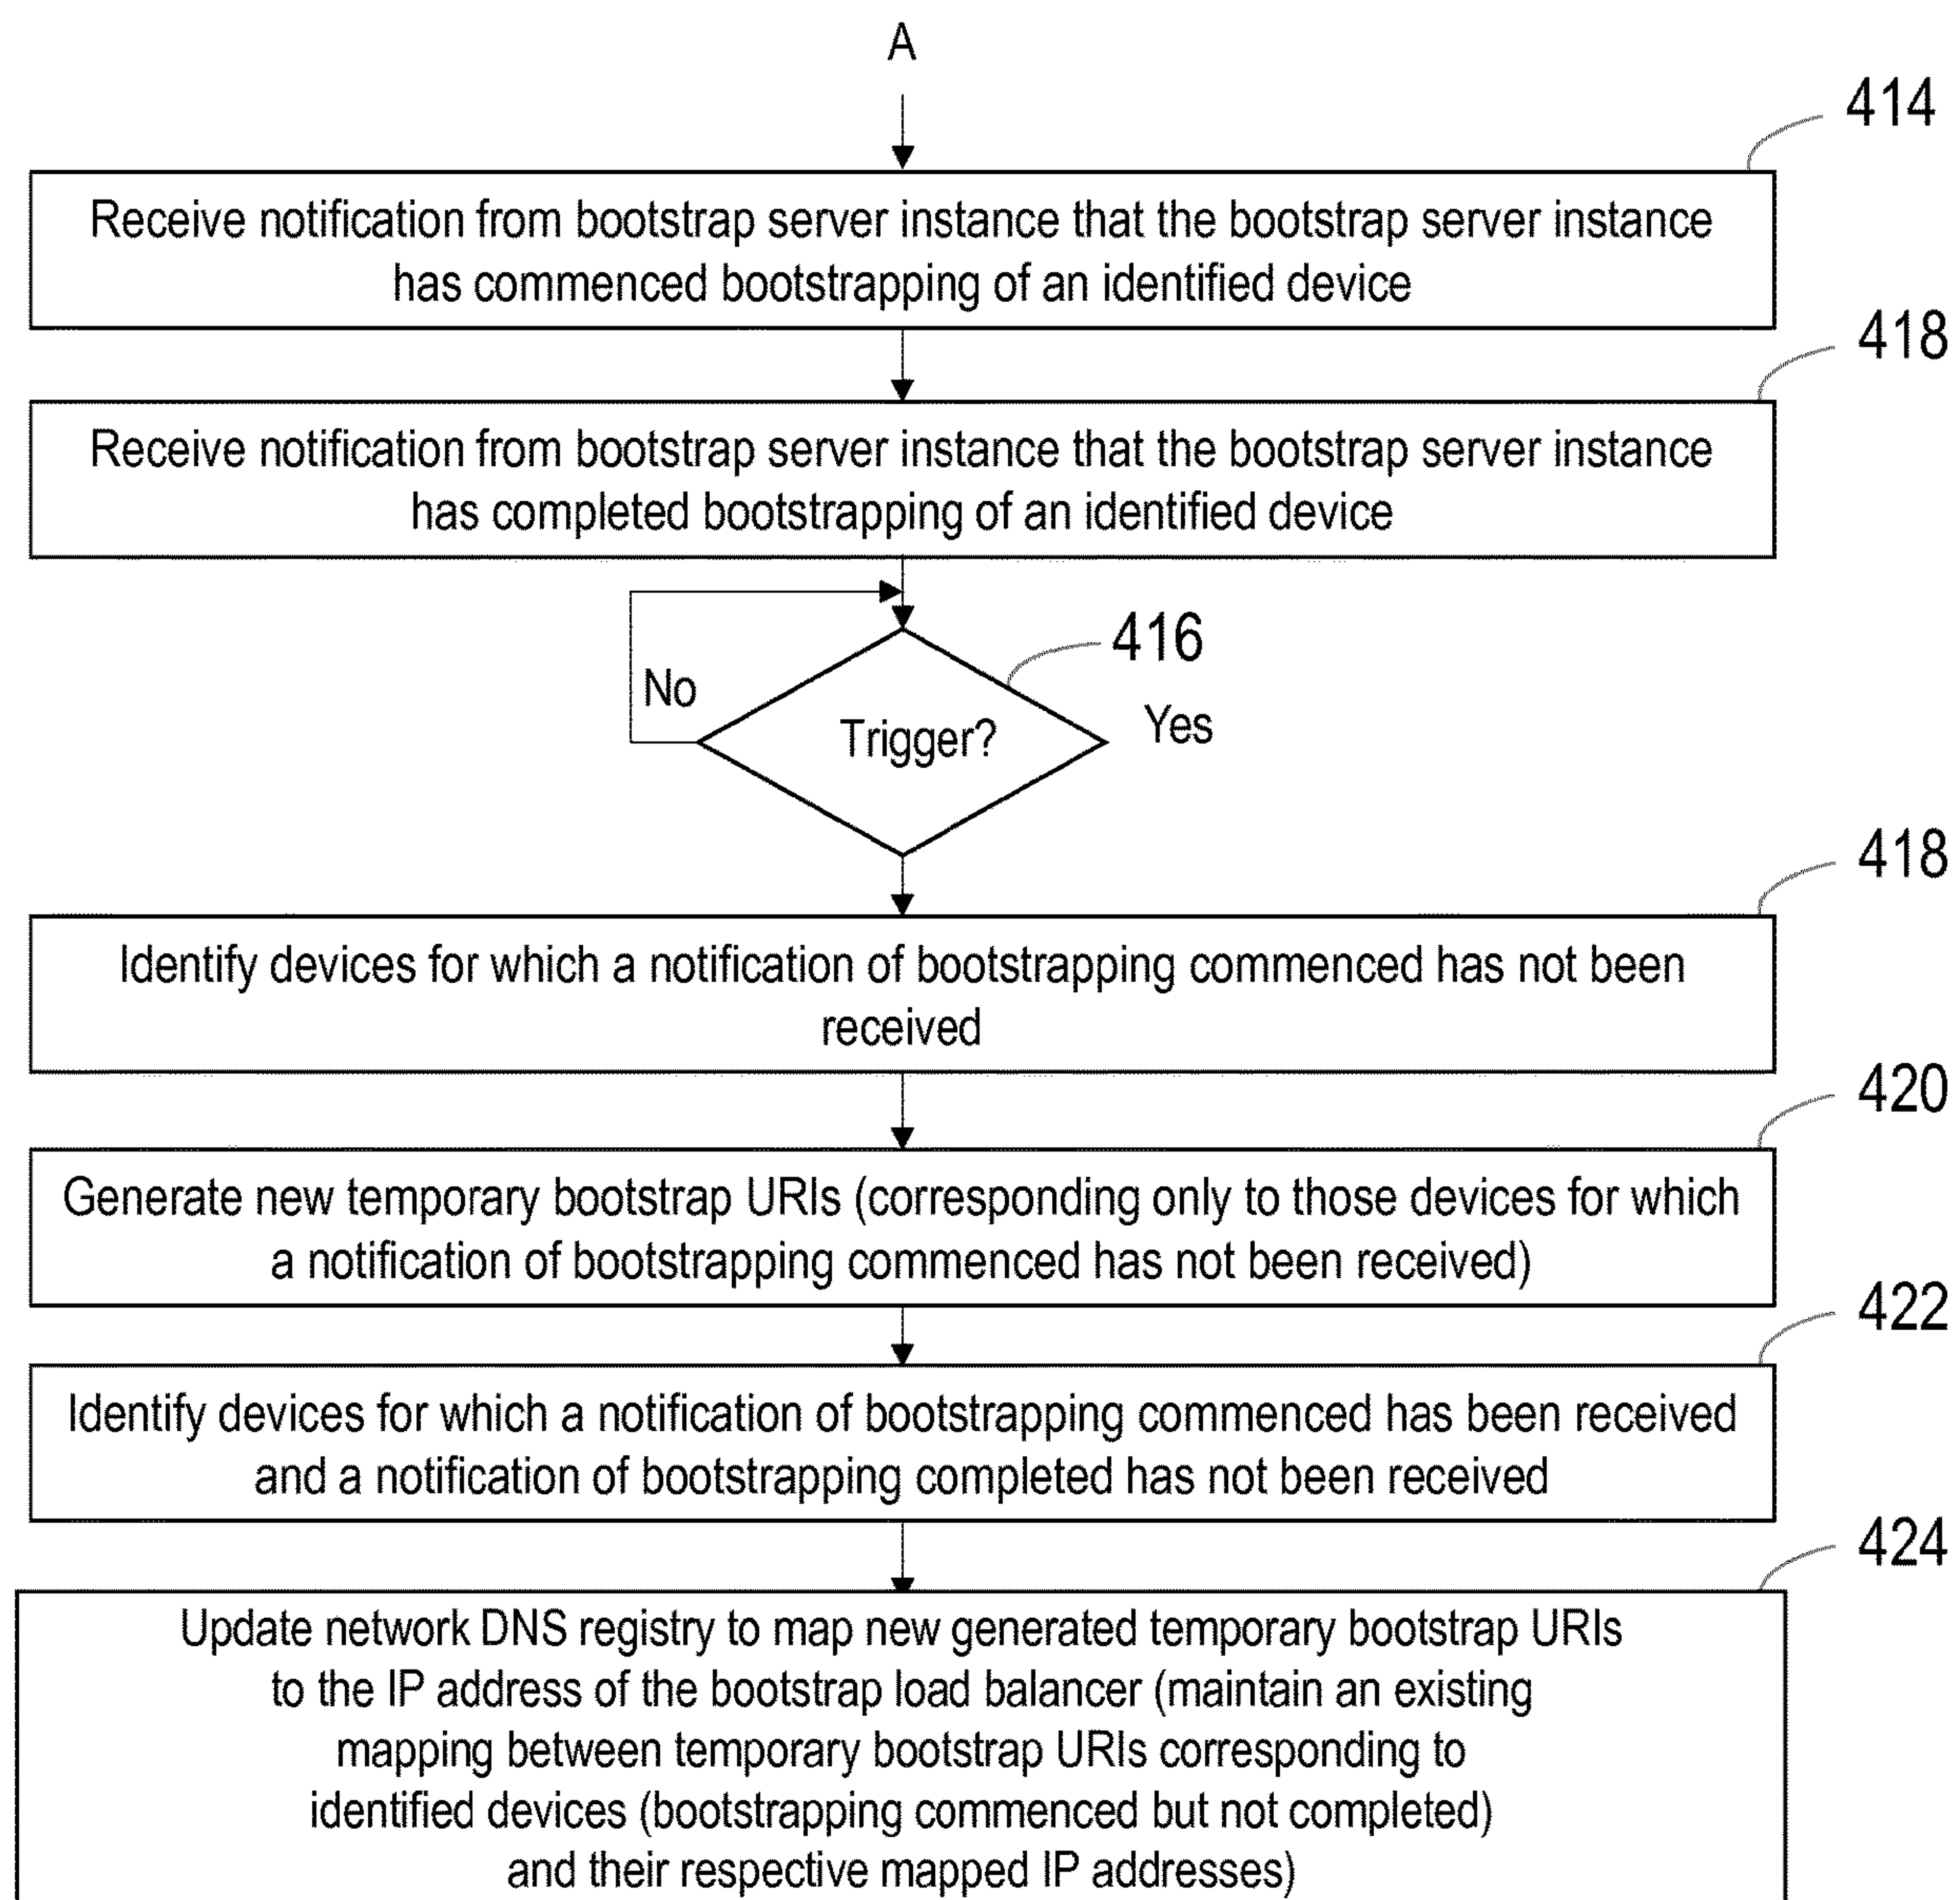 A
414
Receive notification from bootstrap server instance that the bootstrap server instance
has commenced bootstrapping of an identified device
418
Receive notification from bootstrap server instance that the bootstrap server instance
has completed bootstrapping of an identified device
416
No
Trigger?
Yes
418
Identify devices for which a notification of bootstrapping commenced has not been
received
420
Generate new temporary bootstrap URIs (corresponding only to those devices for which
a notification of bootstrapping commenced has not been received)
422
Identify devices for which a notification of bootstrapping commenced has been received
and a notification of bootstrapping completed has not been received
424
Update network DNS registry to map new generated temporary bootstrap URIs
to the IP address of the bootstrap load balancer (maintain an existing
mapping between temporary bootstrap URIs corresponding to
identified devices (bootstrapping commenced but not completed)
and their respective mapped IP addresses)